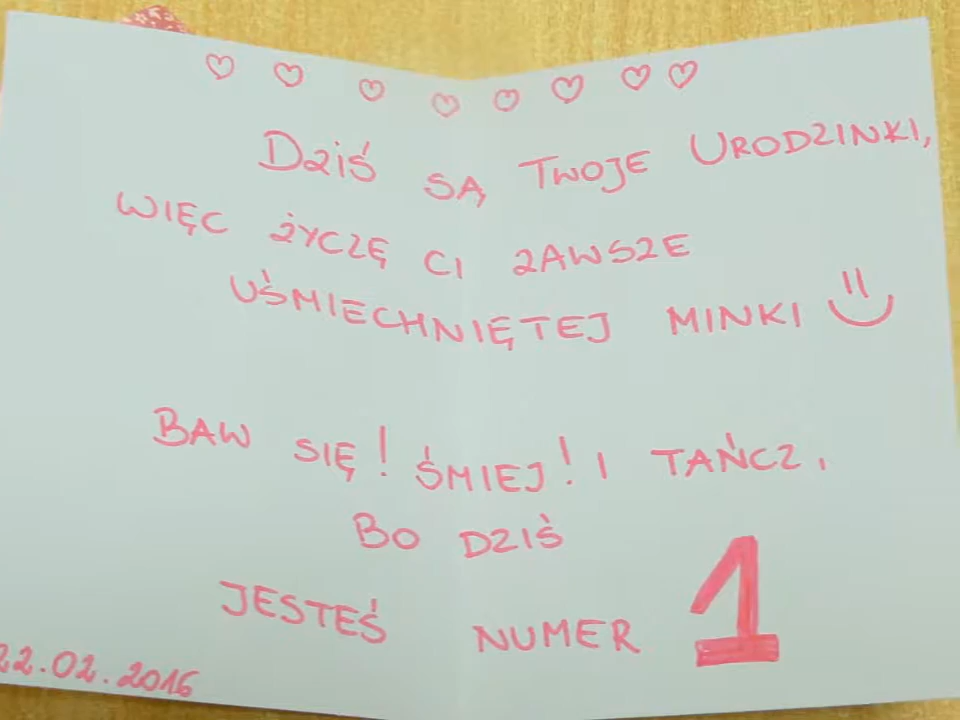 Dziś są Twoje Urodzinki,
więc życzę Ci zawsze
uśmiechniętej minki
Baw się! Śmiej! i tańcz,
Bo dziś
jesteś numer 1
22.02.2016